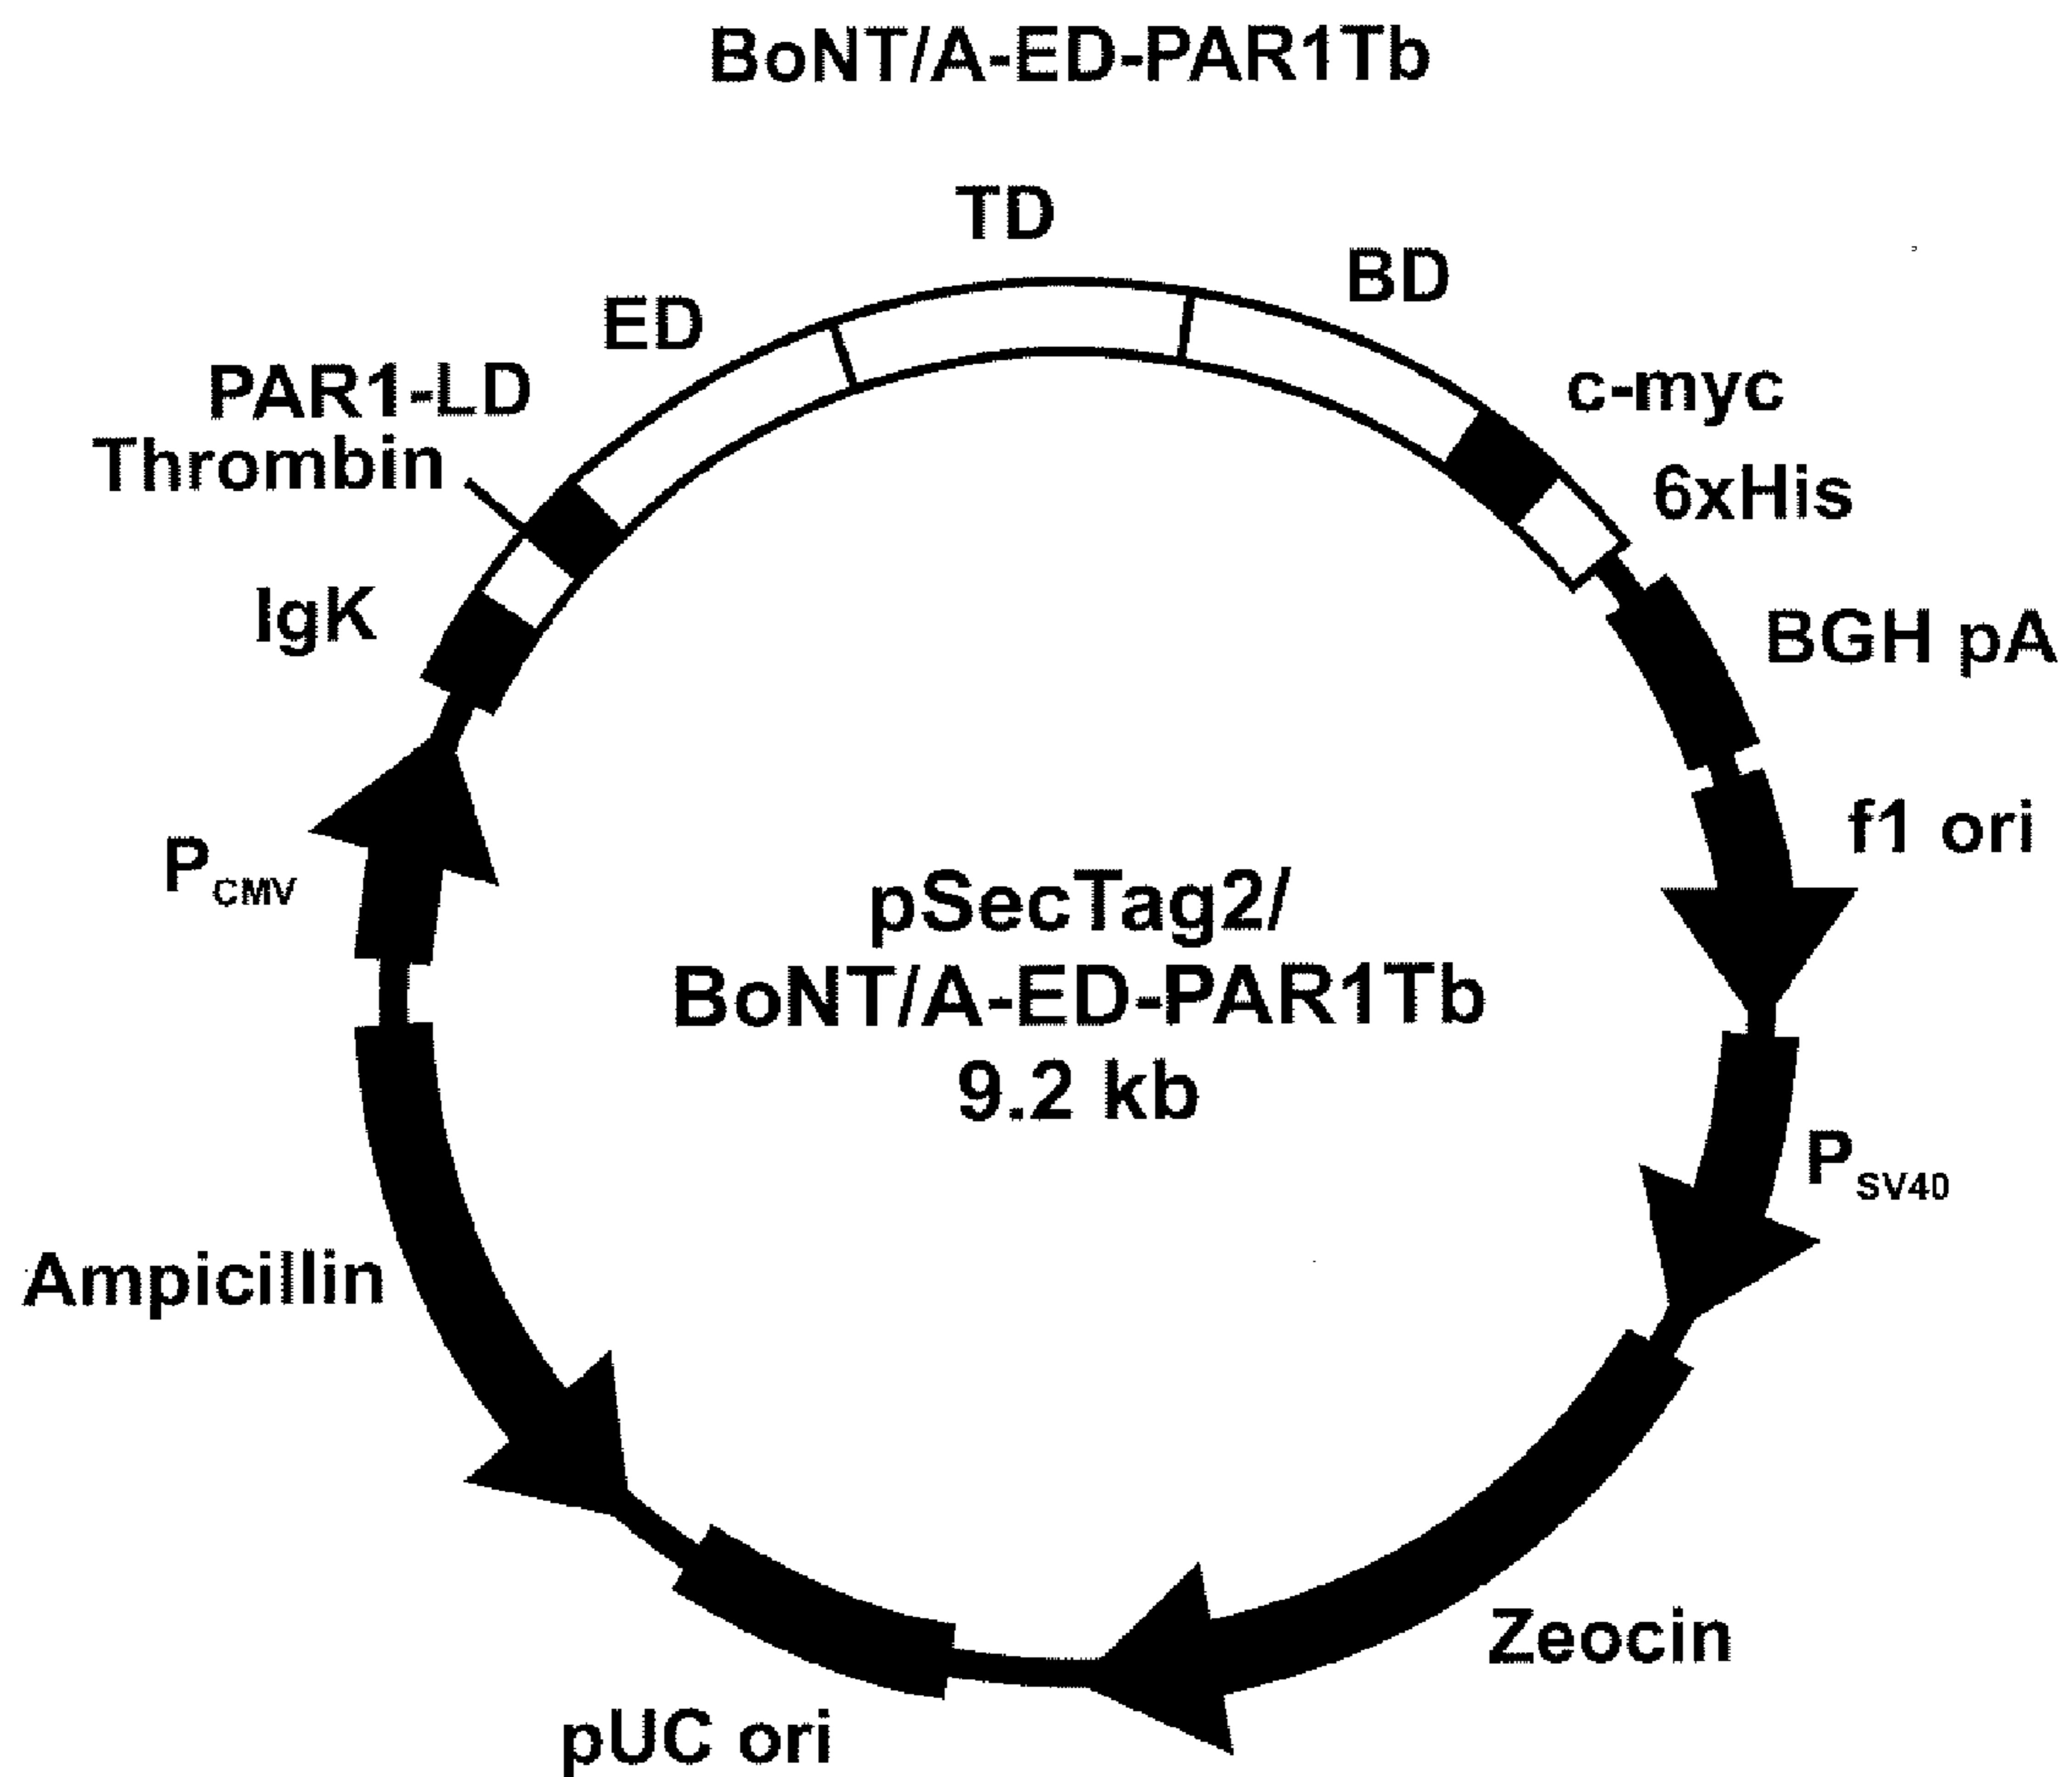 BoNT/A-ED-PAR1Tb
TD
BD
ED
PAR1-LD
c-myc
Thrombin
6xHis
IgK
BGH pA
f1 ori
PCMV
pSecTag2/
BoNT/A-ED-PAR1Tb
9.2 kb
PSV40
Ampicillin
Zeocin
pUC ori